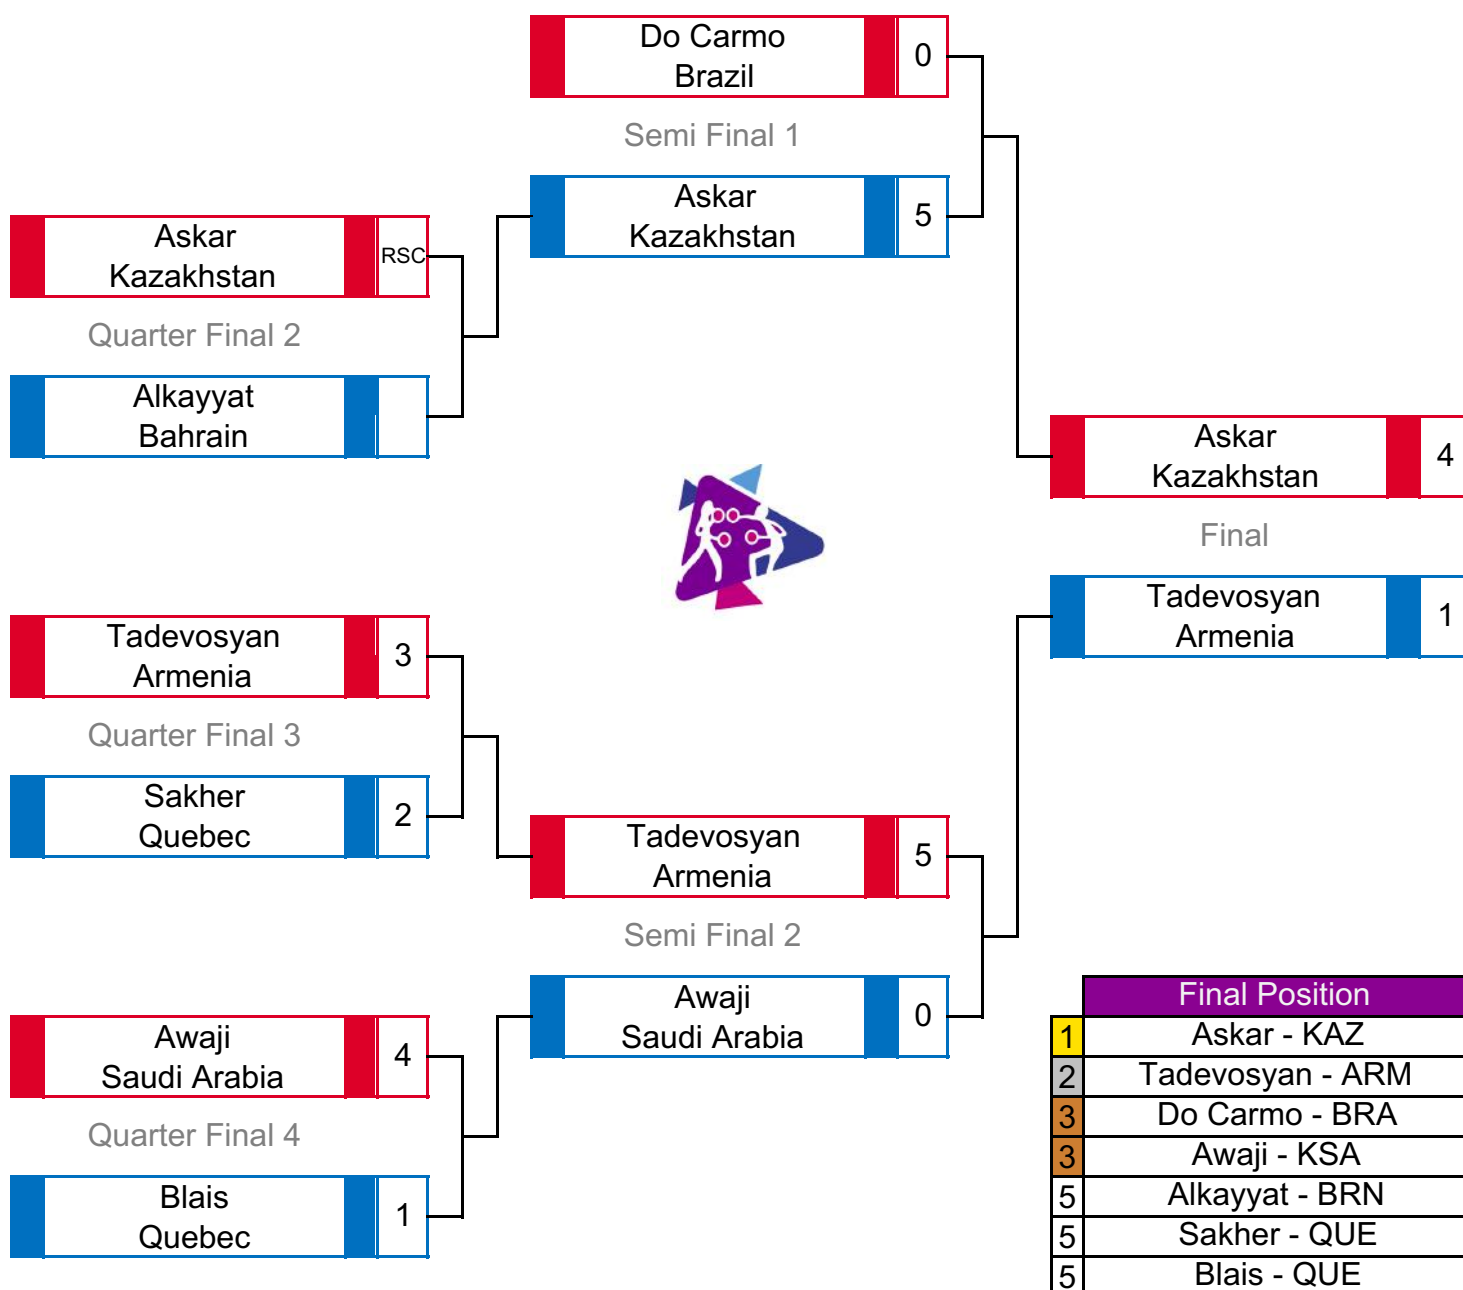 Do Carmo
Brazil
0
Semi Final 1
Askar
Kazakhstan
5
Askar
Kazakhstan
RSC
Quarter Final 2
Alkayyat
Bahrain
Askar
Kazakhstan
4
Final
Tadevosyan
Armenia
1
Tadevosyan
Armenia
3
Quarter Final 3
Sakher
Quebec
2
Tadevosyan
Armenia
5
Semi Final 2
Awaji
Saudi Arabia
0
Awaji
Saudi Arabia
4
Quarter Final 4
Blais
Quebec
1
Final Position
1 Askar - KAZ
2 Tadevosyan - ARM
3 Do Carmo - BRA
3 Awaji - KSA
5 Alkayyat - BRN
5 Sakher - QUE
5 Blais - QUE